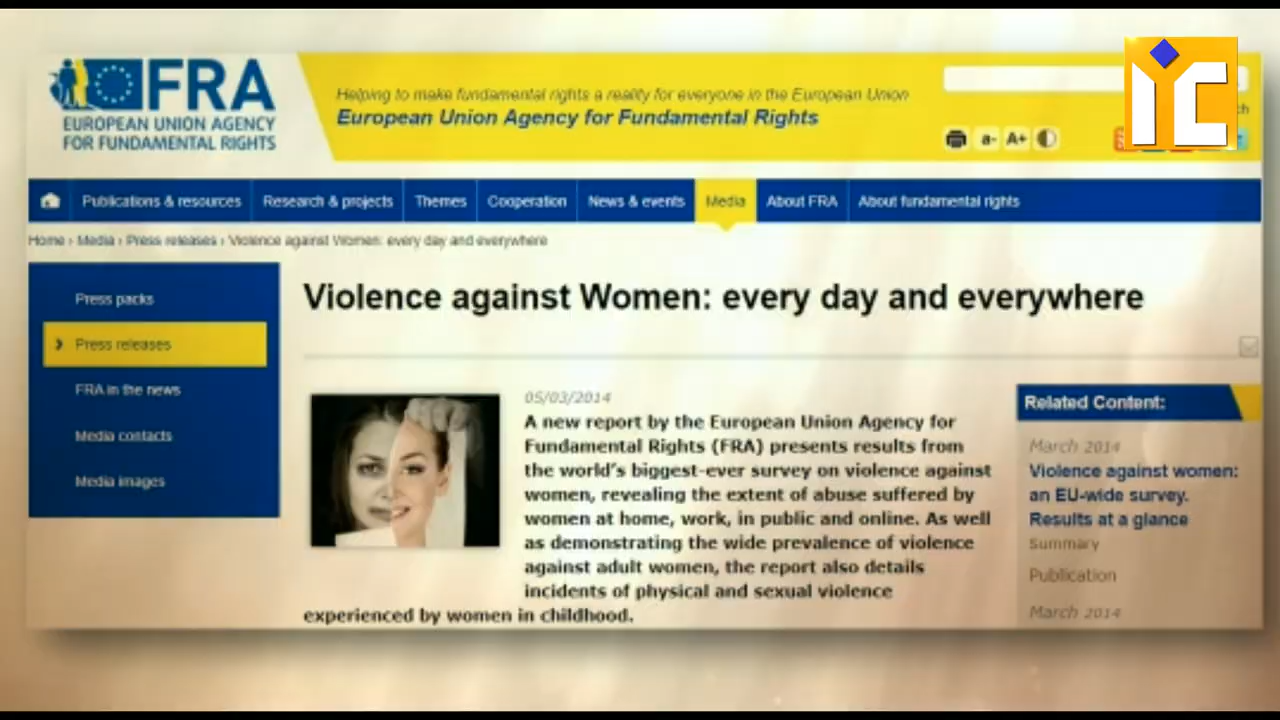 FRA
EUROPEAN UNION AGENCY
FOR FUNDAMENTAL RIGHTS
Helping to make fundamental rights a reality for everyone in the European Union
European Union Agency for Fundamental Rights
YC
a- A+
Publications & resources Research & projects Themes Cooperation News & events Media About FRA About fundamental rights
Home › Media › Press releases › Violence against Women: every day and everywhere
Press packs
Press releases
FRA in the news
Media contacts
Media images
Violence against Women: every day and everywhere
05/03/2014
A new report by the European Union Agency for
Fundamental Rights (FRA) presents results from
the world's biggest-ever survey on violence against
women, revealing the extent of abuse suffered by
women at home, work, in public and online. As well
as demonstrating the wide prevalence of violence
against adult women, the report also details
incidents of physical and sexual violence
experienced by women in childhood.
Related Content:
March 2014
Violence against women:
an EU-wide survey.
Results at a glance
Summary
Publication
March 2014